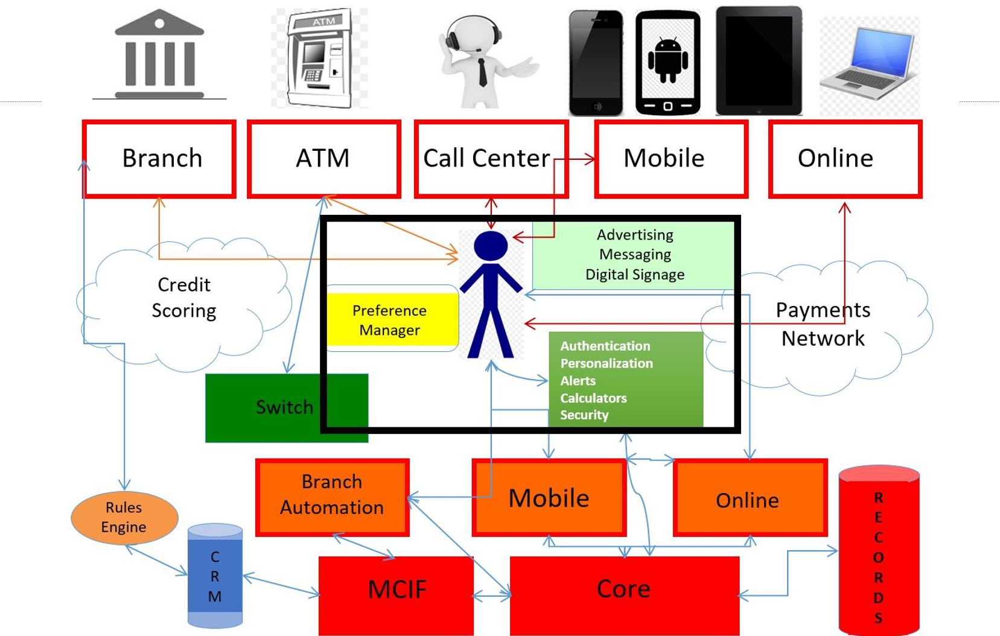 ATM
Branch
ATM
Call Center
Mobile
Online
Advertising
Messaging
Digital Signage
Credit
Scoring
Preference
Manager
Payments
Network
Authentication
Personalization
Alerts
Calculators
Security
Switch
Branch
Automation
Mobile
Online
Rules
Engine
C
R
M
MCIF
Core
R
E
C
O
R
D
S